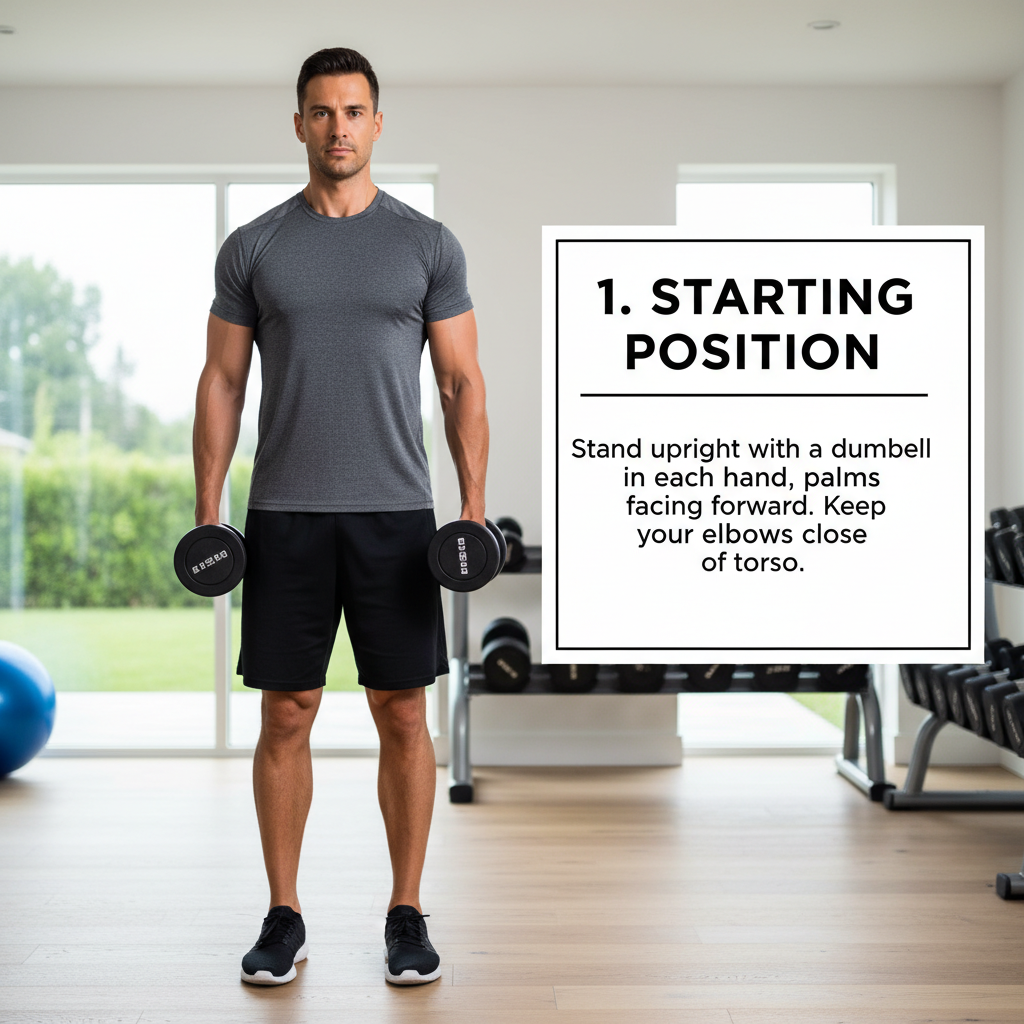 1. STARTING
POSITION
Stand upright with a dumbell
in each hand, palms
facing forward. Keep
your elbows close
of torso.